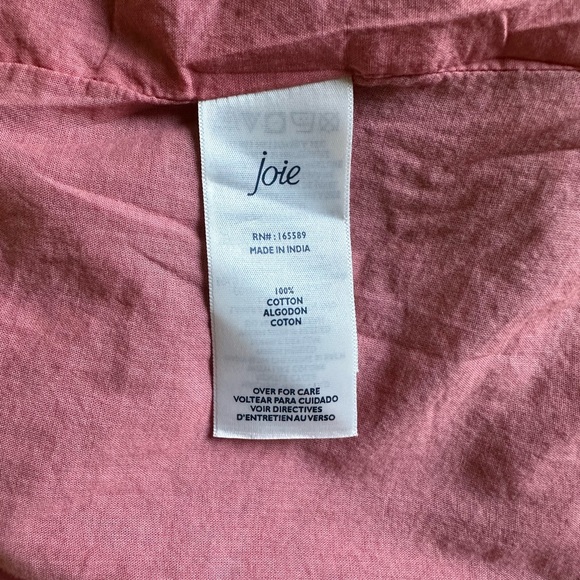 joie
RN# : 165589
MADE IN INDIA
100%
COTTON
ALGODON
COTON
OVER FOR CARE
VOLTEAR PARA CUIDADO
VOIR DIRECTIVES
D'ENTRETIEN AU VERSO